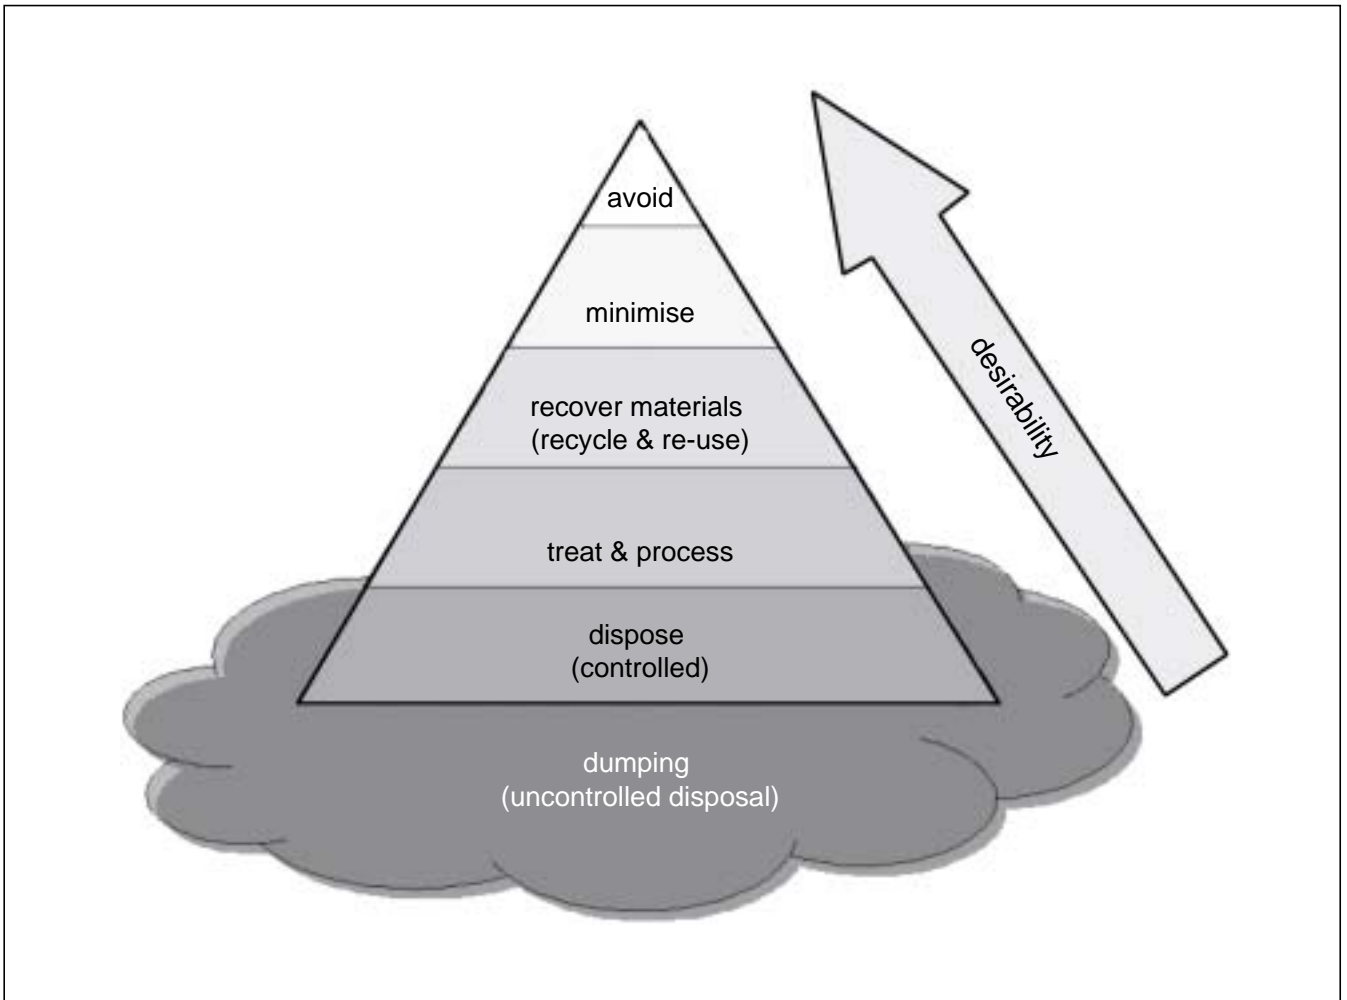 avoid
minimise
recover materials
(recycle & re-use)
treat & process
dispose
(controlled)
dumping
(uncontrolled disposal)
desirability